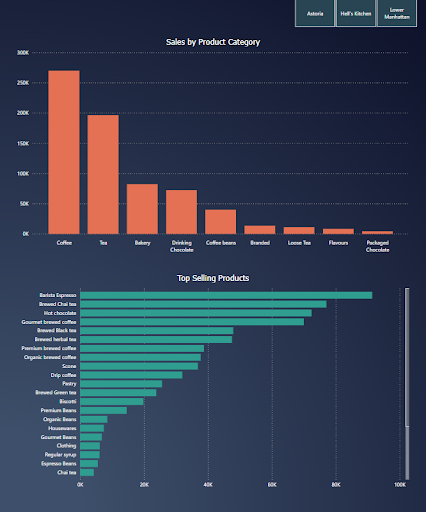 Astoria
Hell's Kitchen
Lower
Manhattan
Sales by Product Category
300K
250K
200K
150K
100K
50K
0K
Coffee
Tea
Bakery
Drinking
Chocolate
Coffee beans
Branded
Loose Tea
Flavours
Packaged
Chocolate
Top Selling Products
Barista Espresso
Brewed Chai tea
Hot chocolate
Gourmet brewed coffee
Brewed Black tea
Brewed herbal tea
Premium brewed coffee
Organic brewed coffee
Scone
Drip coffee
Pastry
Brewed Green tea
Biscotti
Premium Beans
Organic Beans
Housewares
Gourmet Beans
Clothing
Regular syrup
Espresso Beans
Chai tea
0K
20K
40K
60K
80K
100K